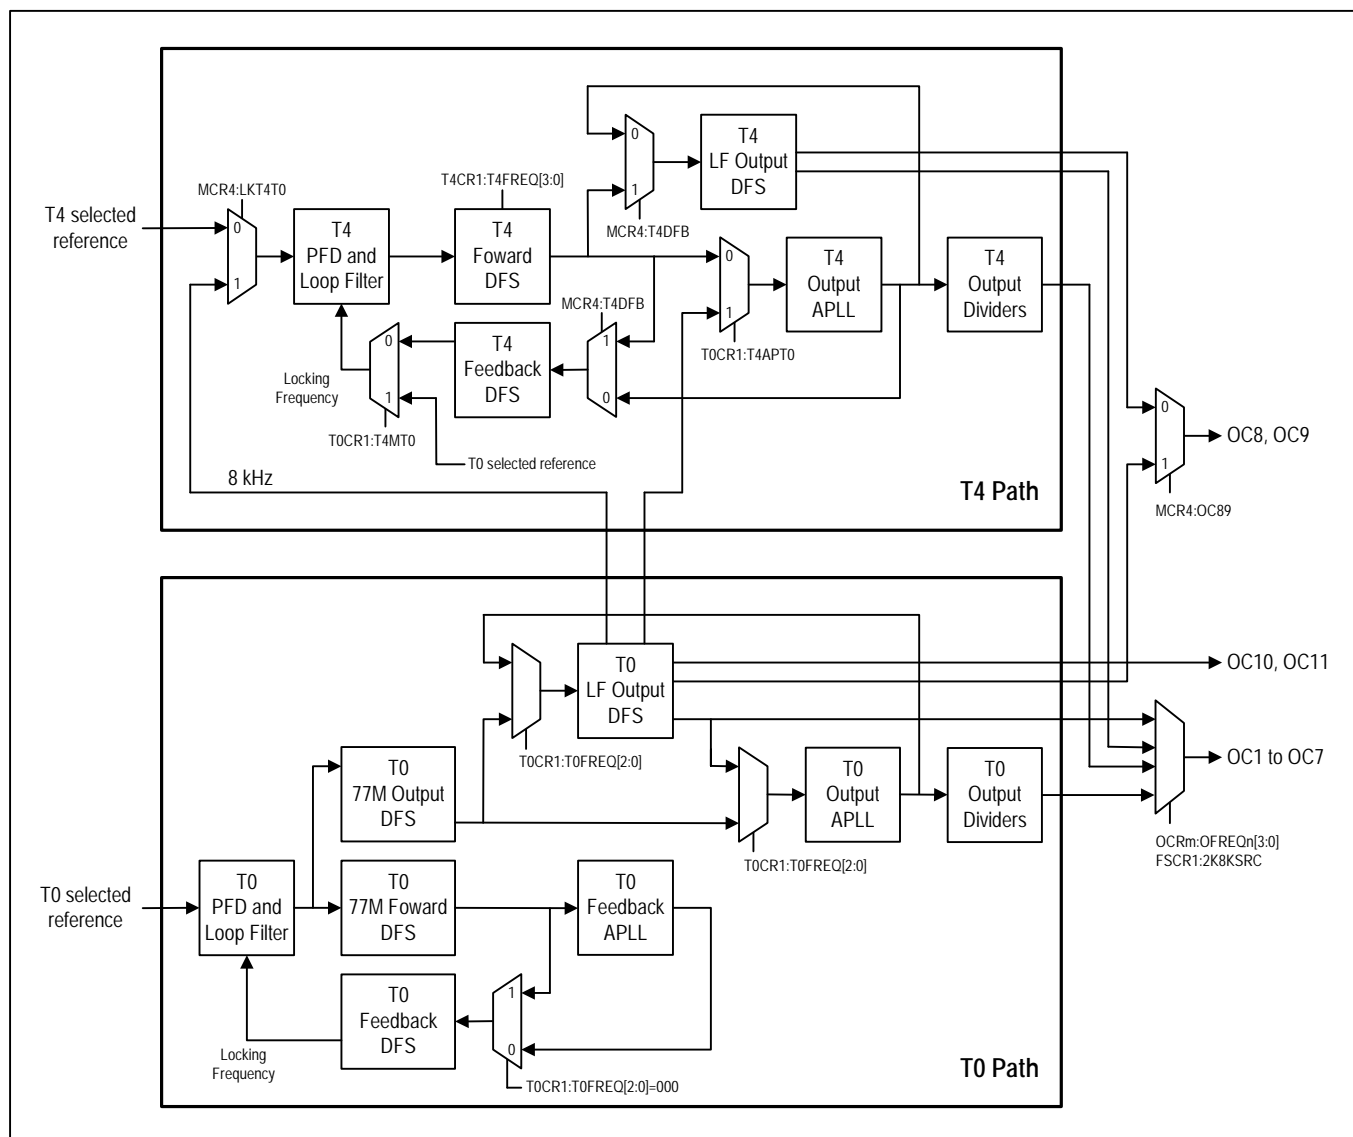 T4
LF Output
DFS
0
1
MCR4:T4DFB
T4CR1:T4FREQ[3:0]
MCR4:LKT4T0
T4 selected
reference
0
1
T4
PFD and
Loop Filter
T4
Foward
DFS
0
1
T0CR1:T4APT0
T4
Output
APLL
T4
Output
Dividers
MCR4:T4DFB
1
0
T4
Feedback
DFS
0
1
Locking
Frequency
T0CR1:T4MT0
T0 selected reference
8 kHz
T4 Path
0
1
OC8, OC9
MCR4:OC89
T0
LF Output
DFS
OC10, OC11
T0CR1:T0FREQ[2:0]
T0
77M Output
DFS
T0
Output
APLL
T0
Output
Dividers
OC1 to OC7
T0CR1:T0FREQ[2:0]
OCRm:OFREQn[3:0]
FSCR1:2K8KSRC
T0 selected
reference
T0
PFD and
Loop Filter
T0
77M Foward
DFS
T0
Feedback
APLL
T0
Feedback
DFS
1
0
Locking
Frequency
T0CR1:T0FREQ[2:0]=000
T0 Path